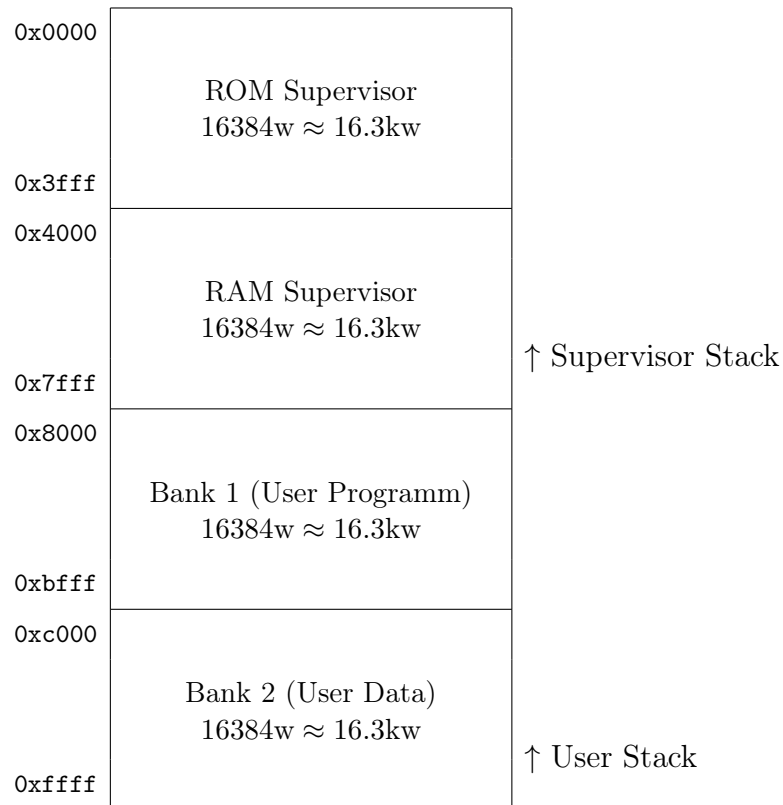 0x0000
ROM Supervisor
16384w ≈ 16.3kw
0x3fff
0x4000
RAM Supervisor
16384w ≈ 16.3kw
↑ Supervisor Stack
0x7fff
0x8000
Bank 1 (User Programm)
16384w ≈ 16.3kw
0xbfff
0xc000
Bank 2 (User Data)
16384w ≈ 16.3kw
↑ User Stack
0xffff